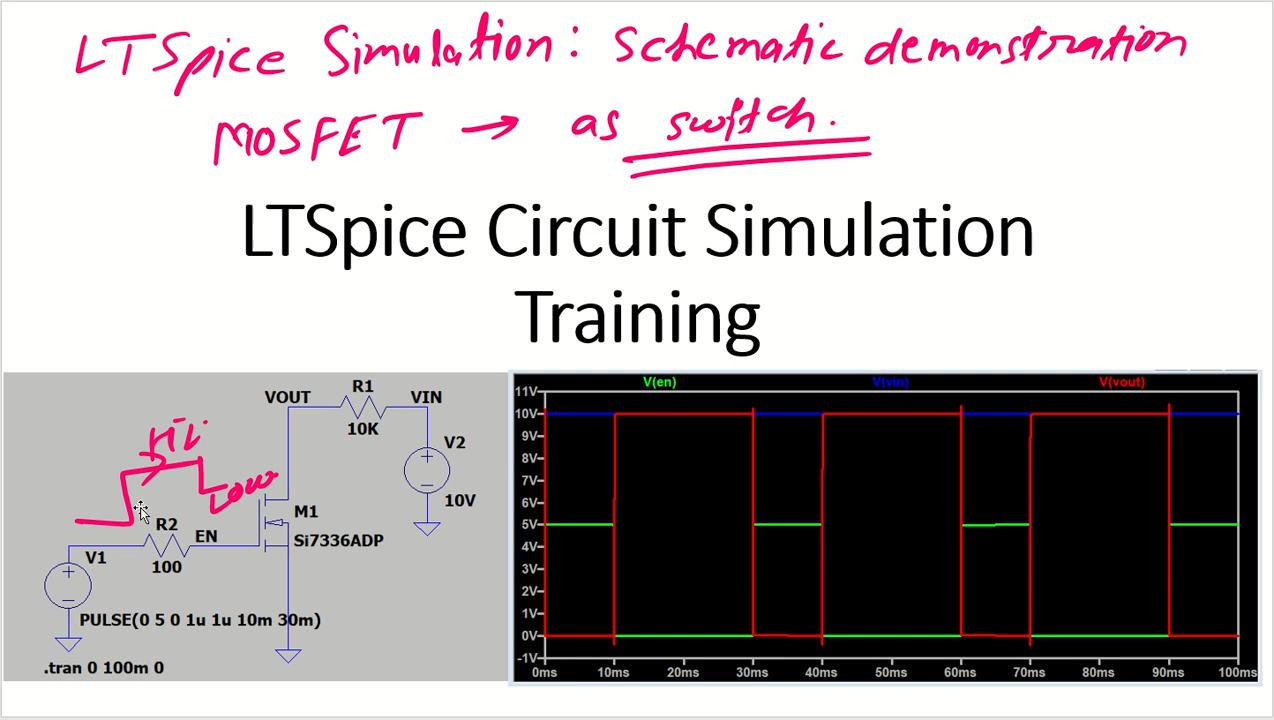 LTSpice Simulation: Schematic demonstration
MOSFET → as switch.
LTSpice Circuit Simulation
Training
VOUT
R1
VIN
10K
V2
10V
Low
M1
Si7336ADP
R2
EN
100
V1
PULSE(0 5 0 1u 1u 10m 30m)
.tran 0 100m 0
V(en) V(vin) V(vout)
11V
10V
9V
8V
7V
6V
5V
4V
3V
2V
1V
0V
-1V
0ms 10ms 20ms 30ms 40ms 50ms 60ms 70ms 80ms 90ms 100ms